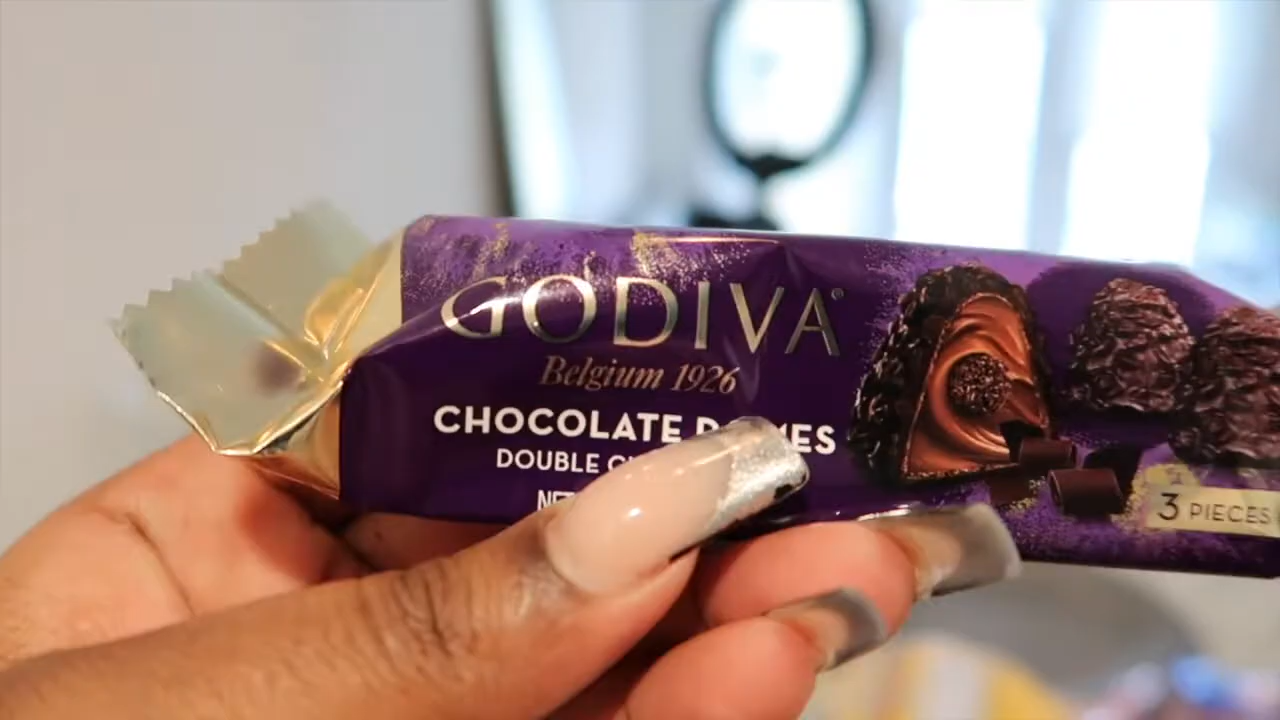 GODIVA®
Belgium 1926
CHOCOLATE
DOUBLE
3 PIECES